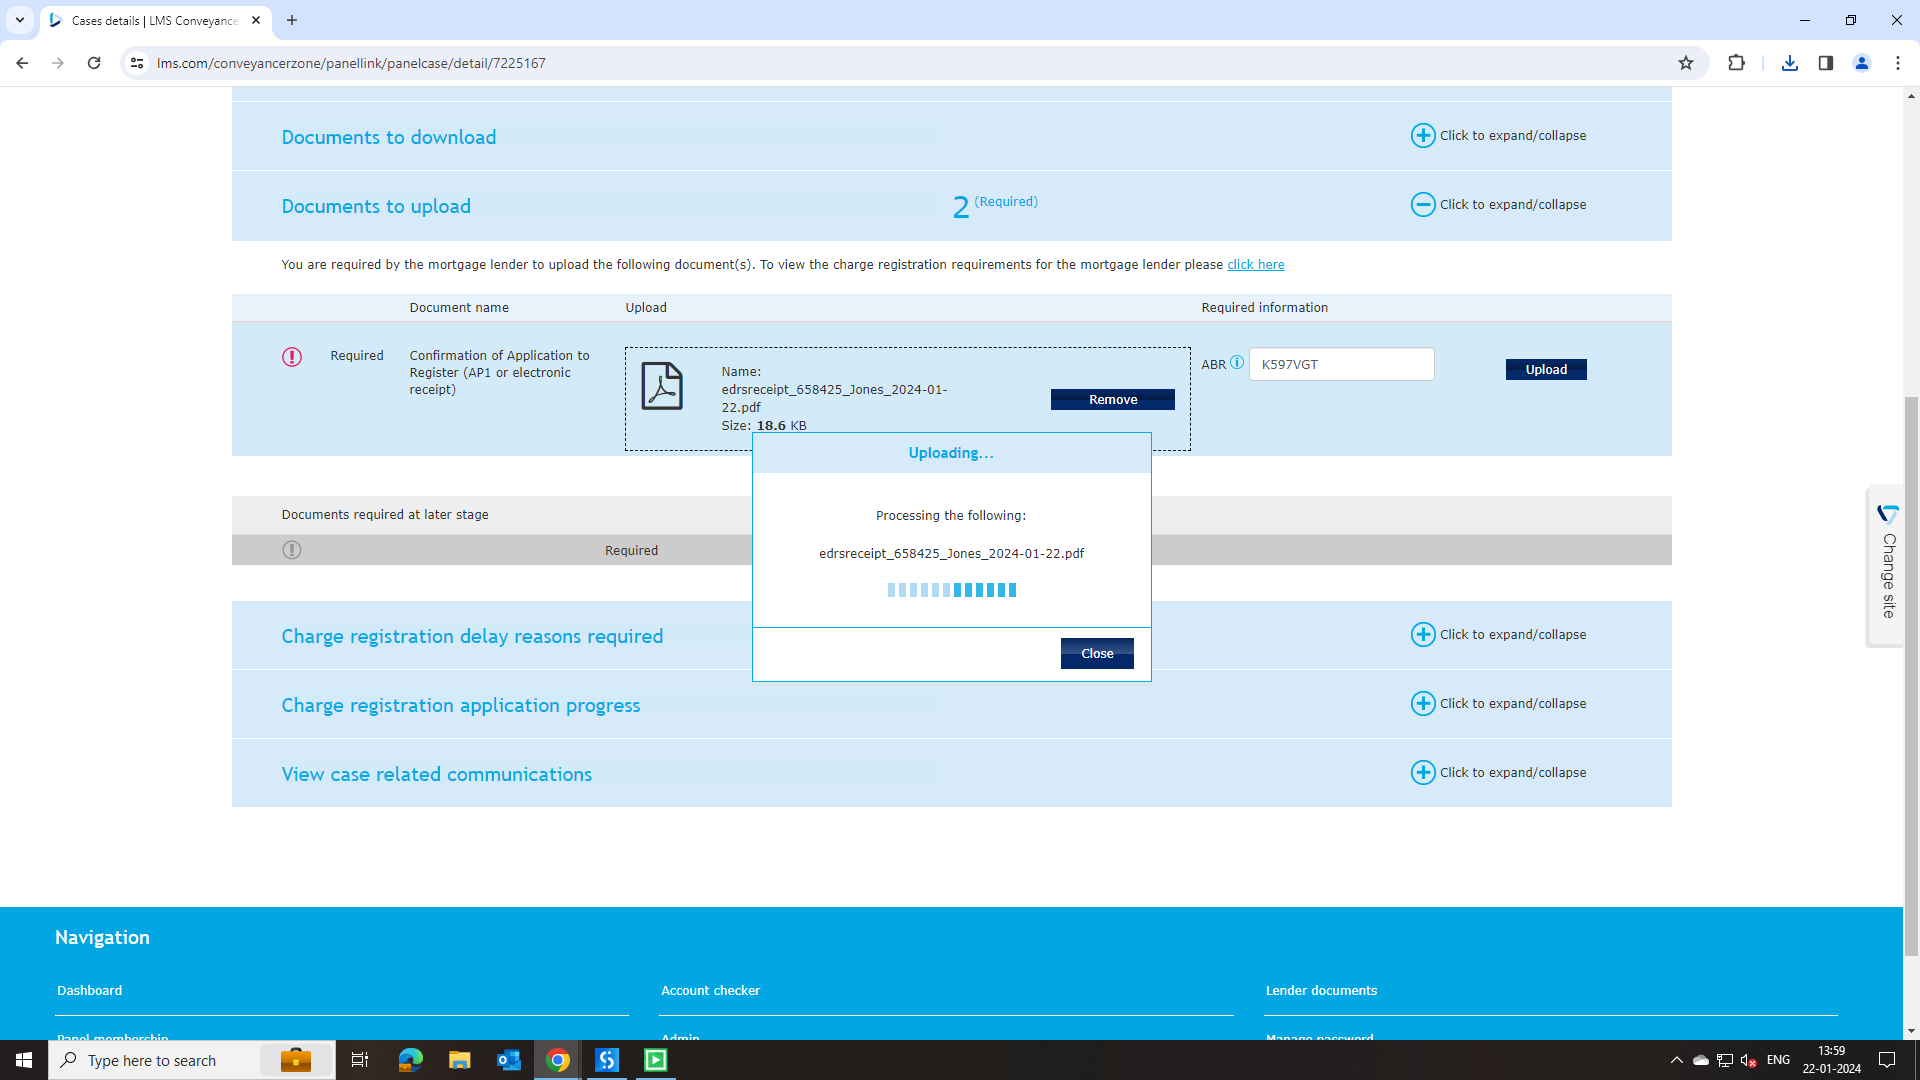 Cases details | LMS Conveyance
lms.com/conveyancerzone/panellink/panelcase/detail/7225167
Documents to download
Click to expand/collapse
Documents to upload
2 (Required)
Click to expand/collapse
You are required by the mortgage lender to upload the following document(s). To view the charge registration requirements for the mortgage lender please click here
Document name
Upload
Required information
Required
Confirmation of Application to
Register (AP1 or electronic
receipt)
Name:
edrsreceipt_658425_Jones_2024-01-
22.pdf
Size: 18.6 KB
Remove
ABR
K597VGT
Upload
Uploading...
Processing the following:
edrsreceipt_658425_Jones_2024-01-22.pdf
Close
Documents required at later stage
Required
Charge registration delay reasons required
Click to expand/collapse
Charge registration application progress
Click to expand/collapse
View case related communications
Click to expand/collapse
Change site
Navigation
Dashboard
Account checker
Lender documents
Panel membership
Admin
Manage password
Type here to search
ENG
13:59
22-01-2024